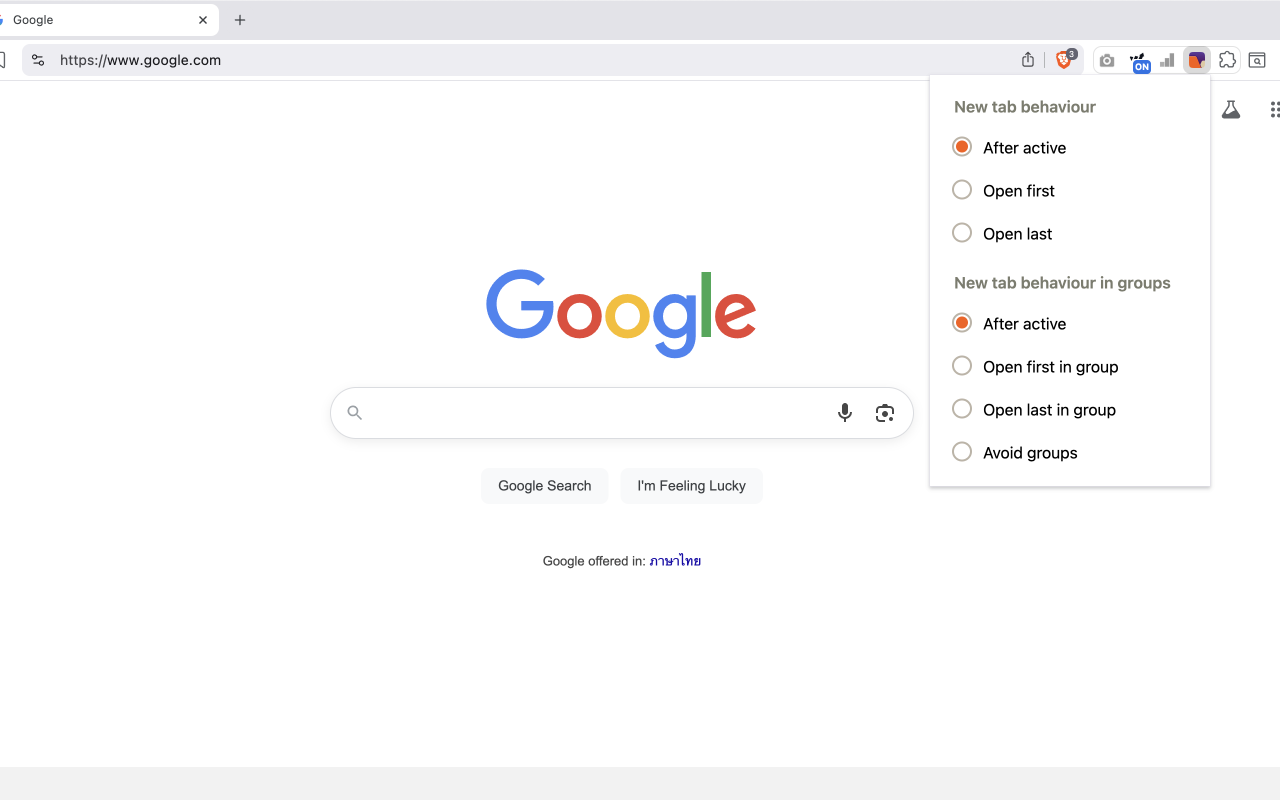 Google
https://www.google.com
3
ON
New tab behaviour
After active
Open first
Open last
New tab behaviour in groups
After active
Open first in group
Open last in group
Avoid groups
Google
Google Search
I'm Feeling Lucky
Google offered in: ภาษาไทย